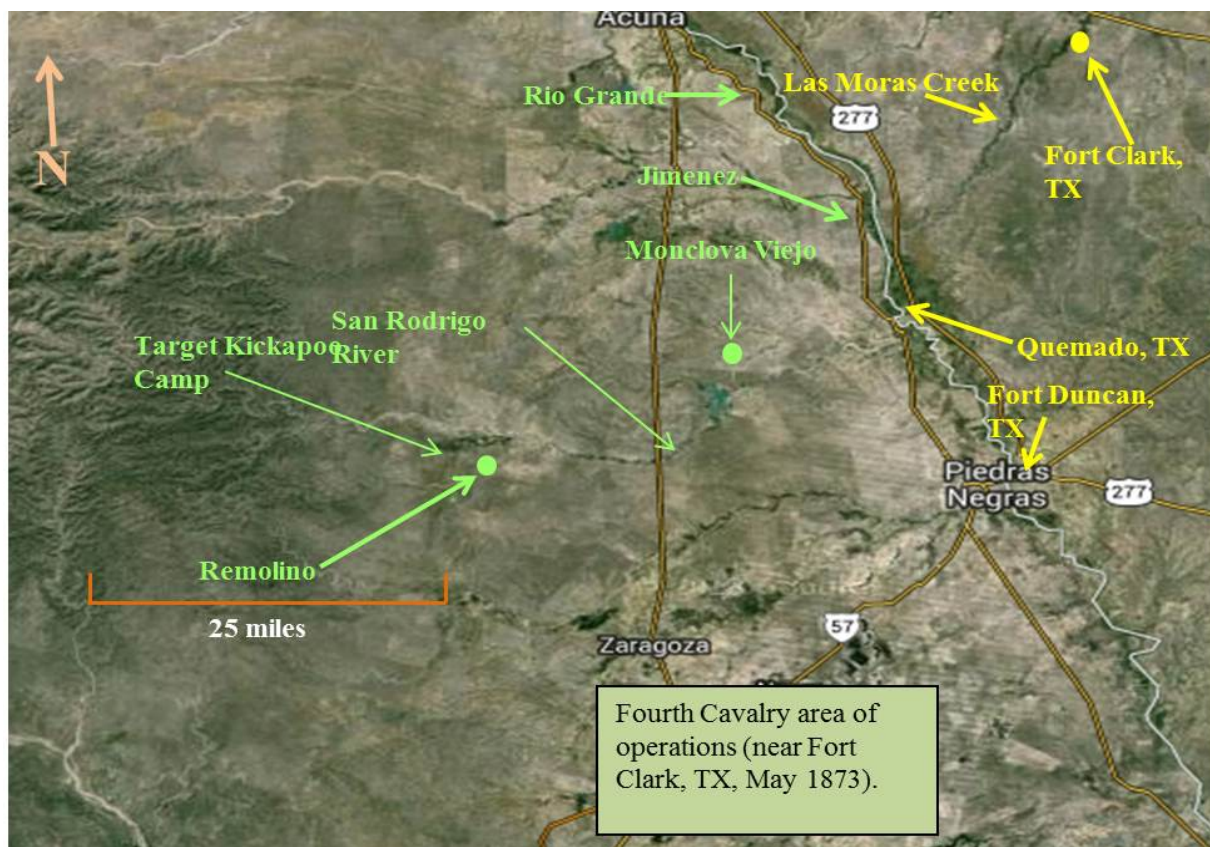 Acuna
Rio Grande
277
Las Moras Creek
Fort Clark,
TX
N
Jimenez
Monclova Viejo
San Rodrigo
River
Target Kickapoo
Camp
Quemado, TX
Fort Duncan,
TX
Piedras
Negras
277
Remolino
25 miles
57
Zaragoza
Fourth Cavalry area of
operations (near Fort
Clark, TX, May 1873).